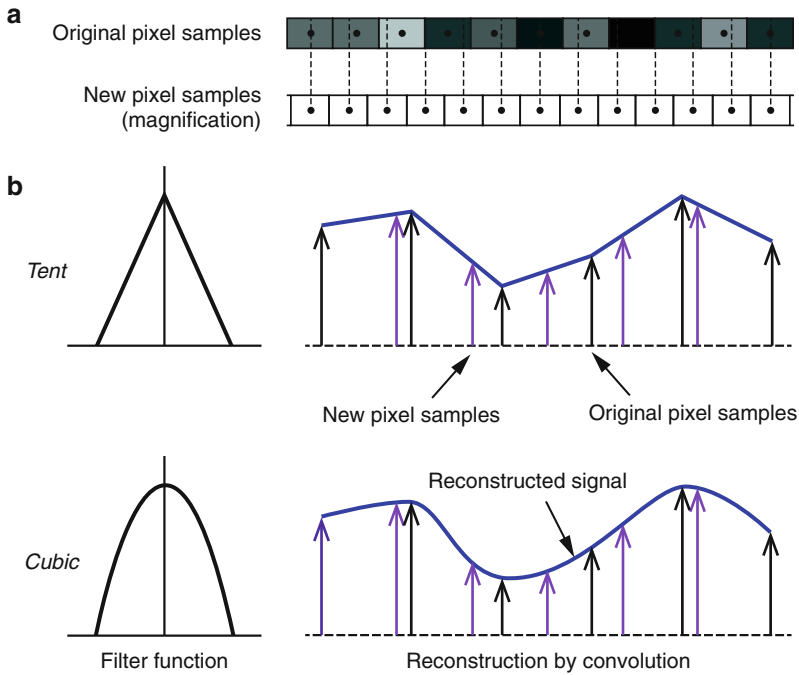 a
Original pixel samples
New pixel samples
(magnification)
b
Tent
New pixel samples
Original pixel samples
Reconstructed signal
Cubic
Filter function
Reconstruction by convolution